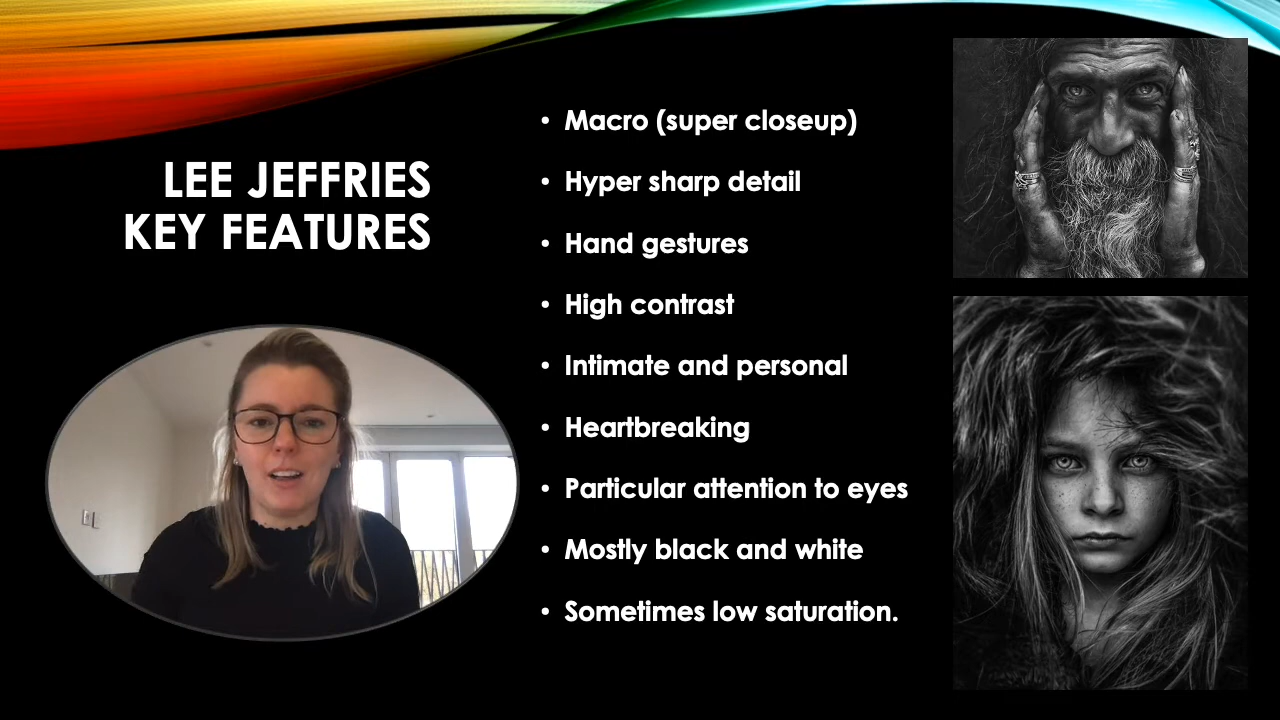 LEE JEFFRIES
KEY FEATURES
• Macro (super closeup)
• Hyper sharp detail
• Hand gestures
• High contrast
• Intimate and personal
• Heartbreaking
• Particular attention to eyes
• Mostly black and white
• Sometimes low saturation.